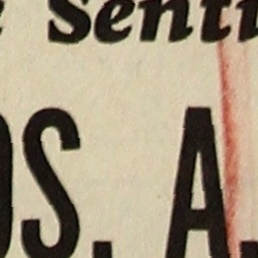 Senti
OS. A